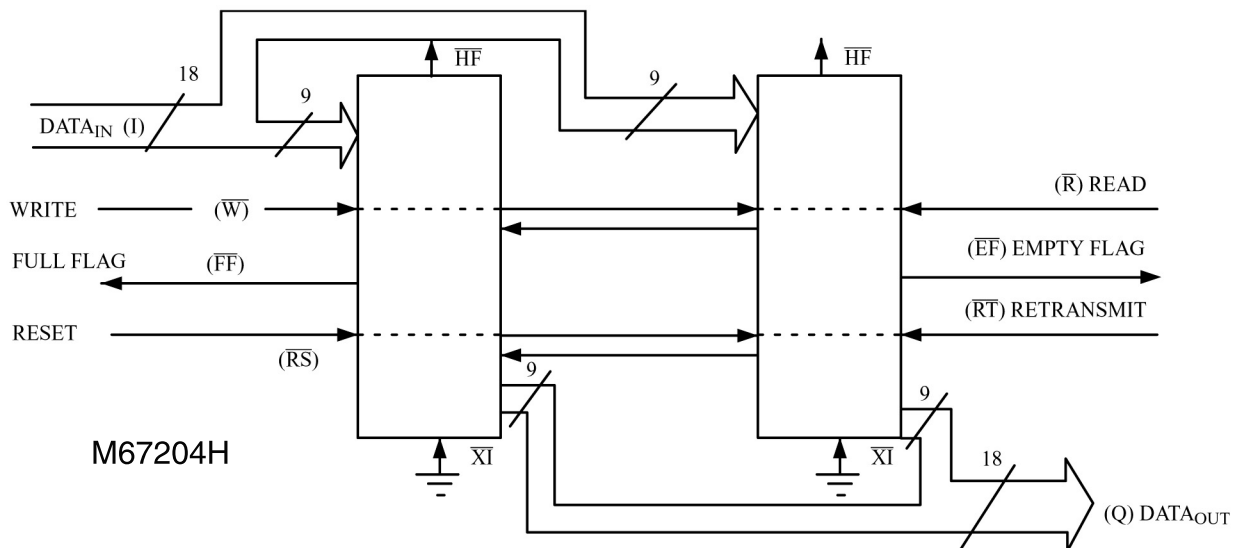 HF
HF
18
9
9
DATAIN (I)
WRITE (W)
(R) READ
FULL FLAG (FF)
(EF) EMPTY FLAG
RESET
(RS)
(RT) RETRANSMIT
9
9
M67204H
XI
XI
18
(Q) DATAOUT